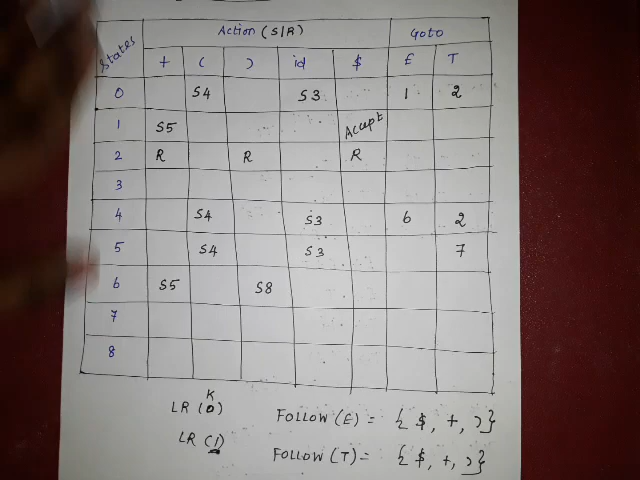 States Action (S/R) Goto
+ ( ) id $ E T
0 S4 S3 1 2
1 S5 Accept
2 R R R
3
4 S4 S3 6 2
5 S4 S3 7
6 S5 S8
7
8
K
LR (0) FOLLOW (E) = {$, +, )}
LR (1) FOLLOW (T) = {$, +, )}